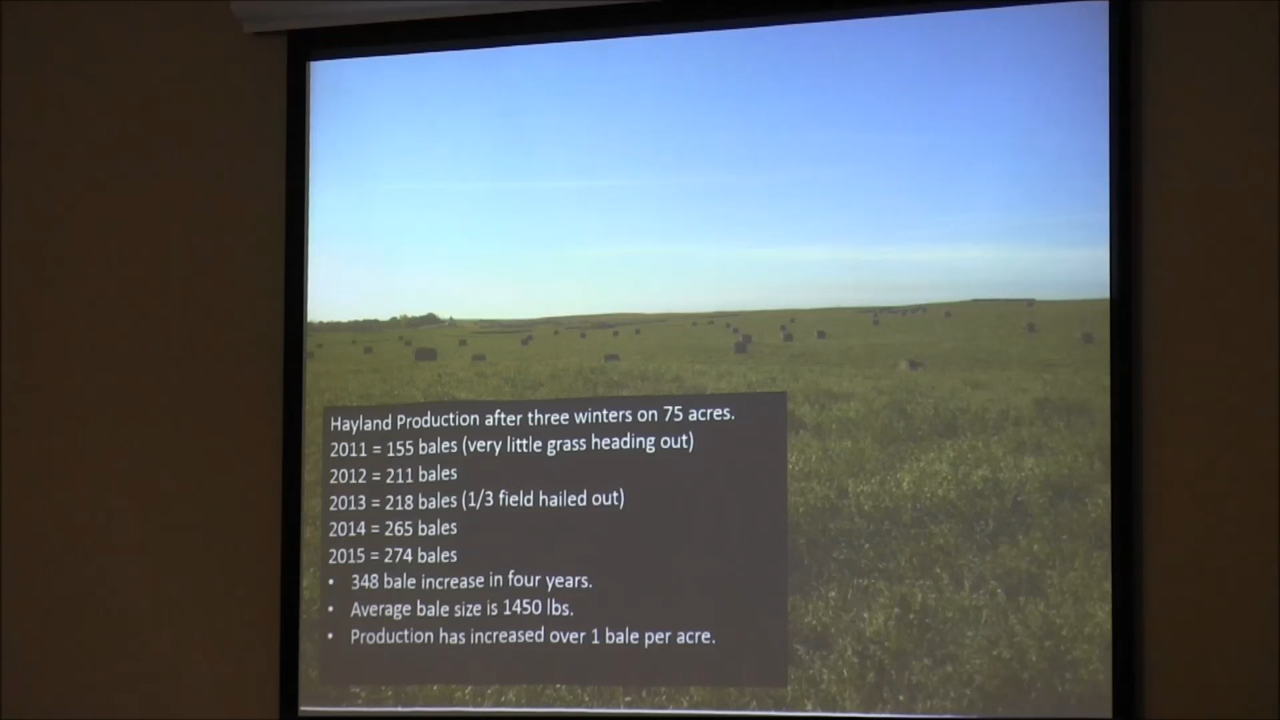 Hayland Production after three winters on 75 acres.
2011 = 155 bales (very little grass heading out)
2012 = 211 bales
2013 = 218 bales (1/3 field hailed out)
2014 = 265 bales
2015 = 274 bales
• 348 bale increase in four years.
• Average bale size is 1450 lbs.
• Production has increased over 1 bale per acre.